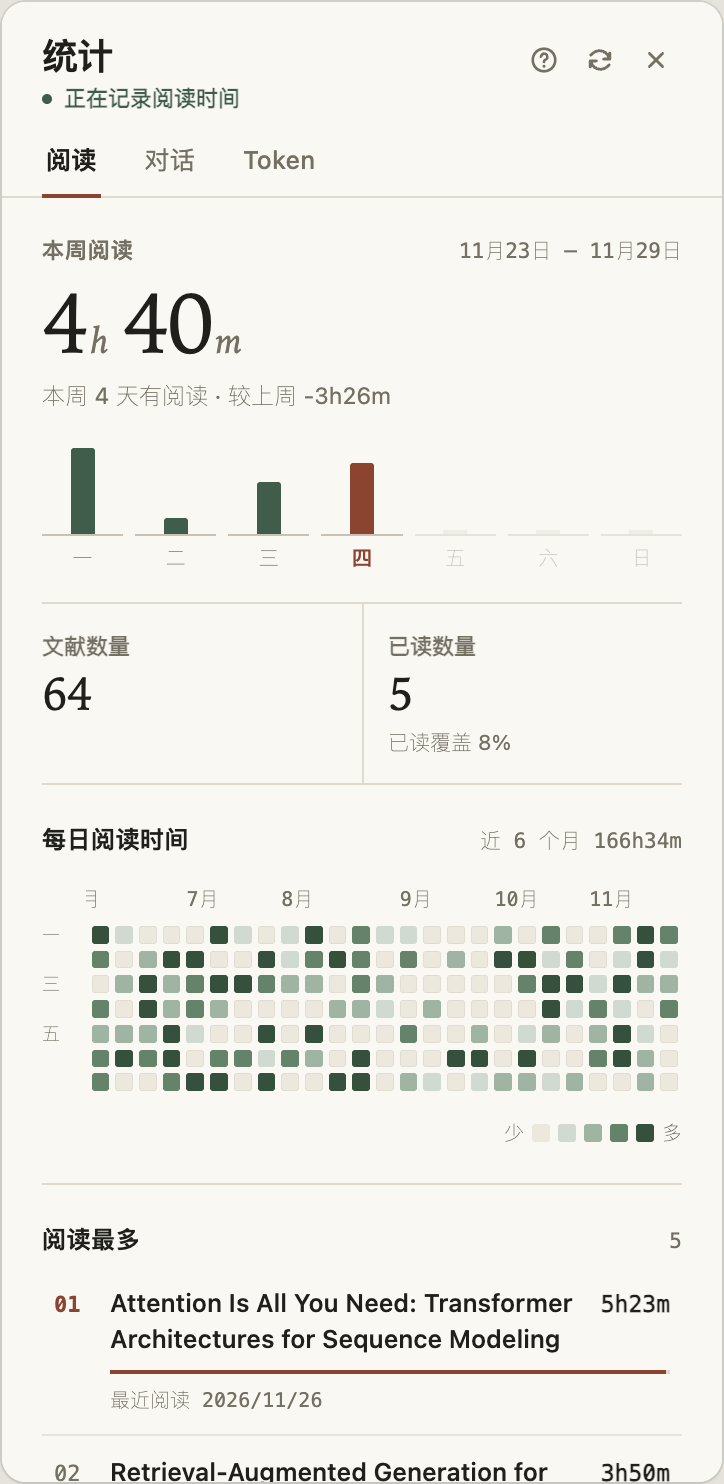 统计
正在记录阅读时间
阅读 对话 Token
本周阅读 11月23日 — 11月29日
4h 40m
本周 4 天有阅读 · 较上周 -3h26m
一 二 三 四 五 六 日
文献数量 已读数量
64 5
已读覆盖 8%
每日阅读时间 近 6 个月 166h34m
7月 8月 9月 10月 11月
一
三
五
少 多
阅读最多 5
01 Attention Is All You Need: Transformer 5h23m
Architectures for Sequence Modeling
最近阅读 2026/11/26
02 Retrieval-Augmented Generation for 3h50m